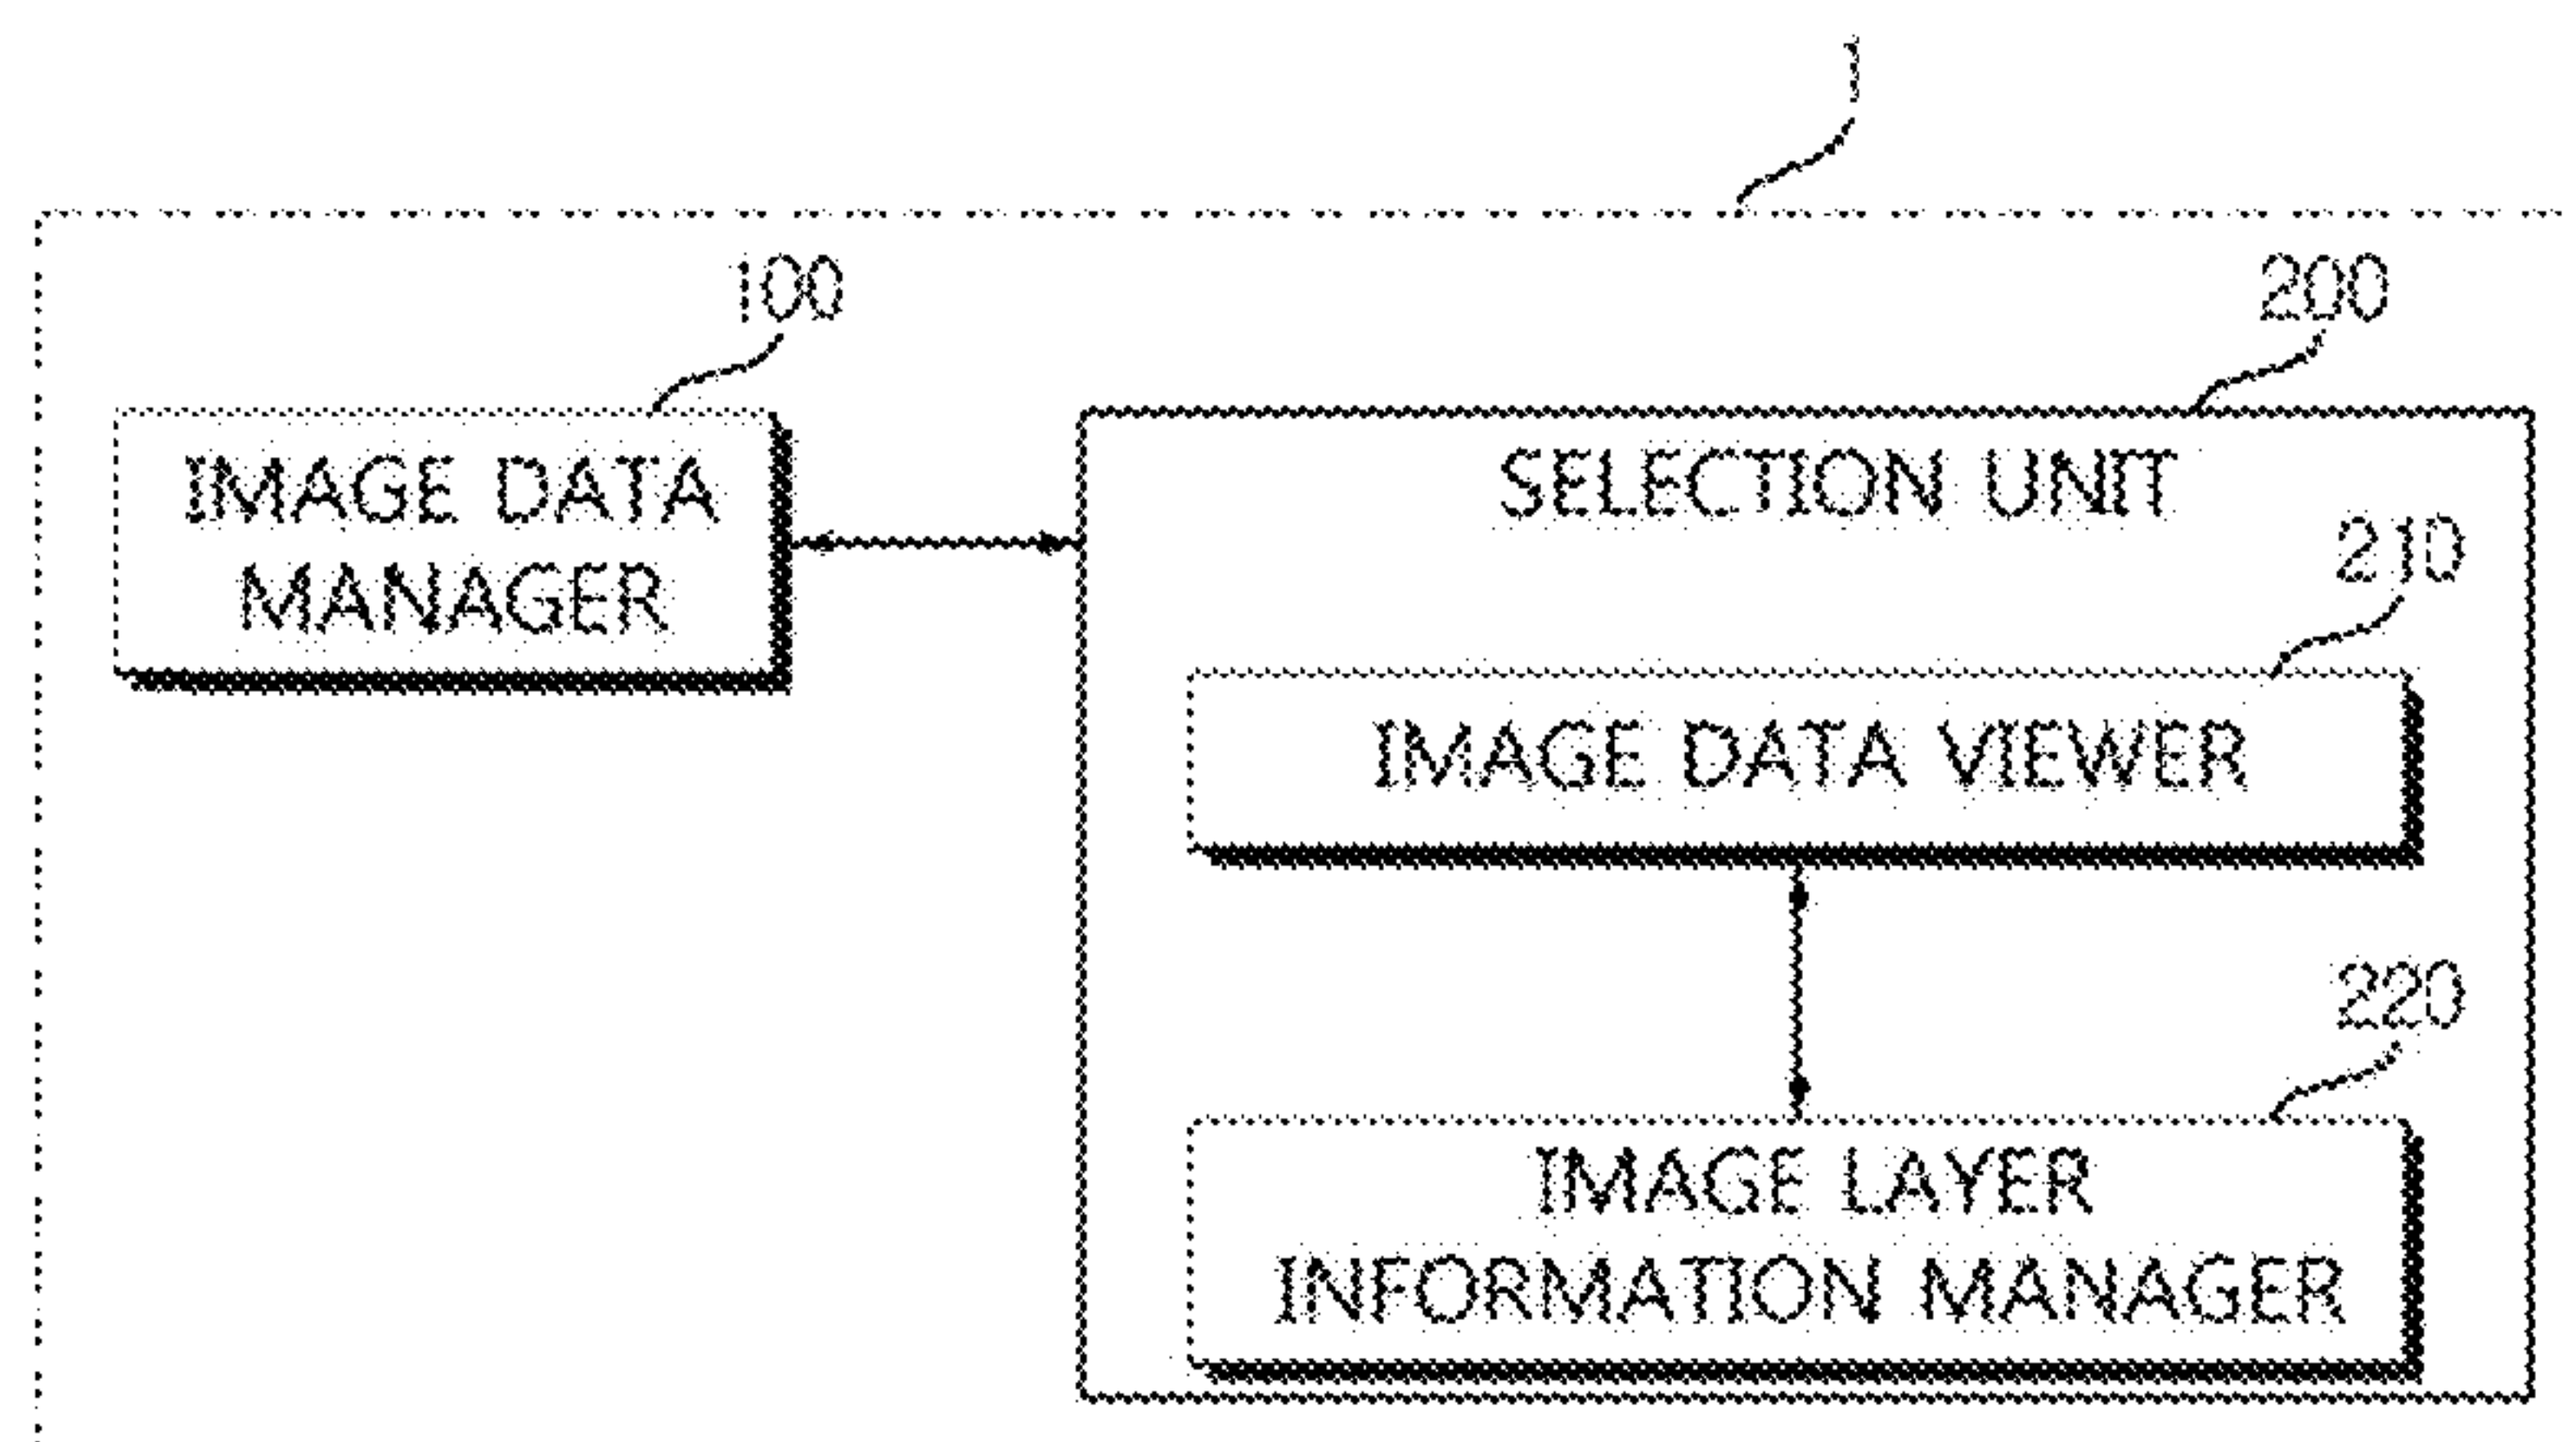 1
100
200
IMAGE DATA
MANAGER
SELECTION UNIT
210
IMAGE DATA VIEWER
220
IMAGE LAYER
INFORMATION MANAGER